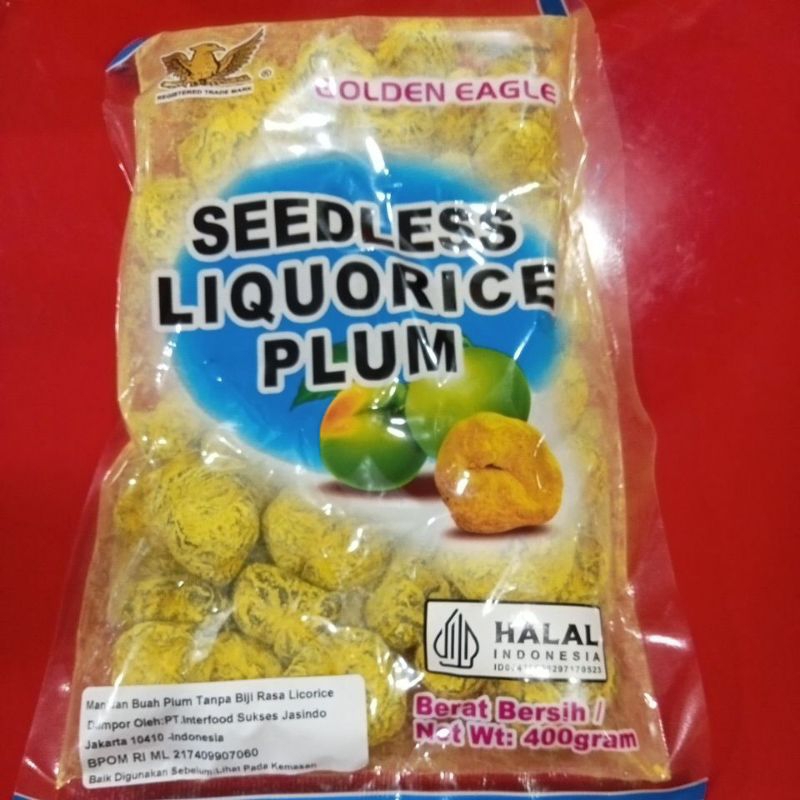 REGISTERED TRADE MARK ®
GOLDEN EAGLE
SEEDLESS
LIQUORICE
PLUM
HALAL
INDONESIA
Berat Bersih /
Net Wt: 400gram
Buah Plum Tanpa Biji Rasa Licorice
Oleh:PT.Interfood Sukses Jasindo
Jakarta 10410 -Indonesia
BPOM RI ML 217409907060
Baik Digunakan Sebelum:Lihat Pada Kemasan